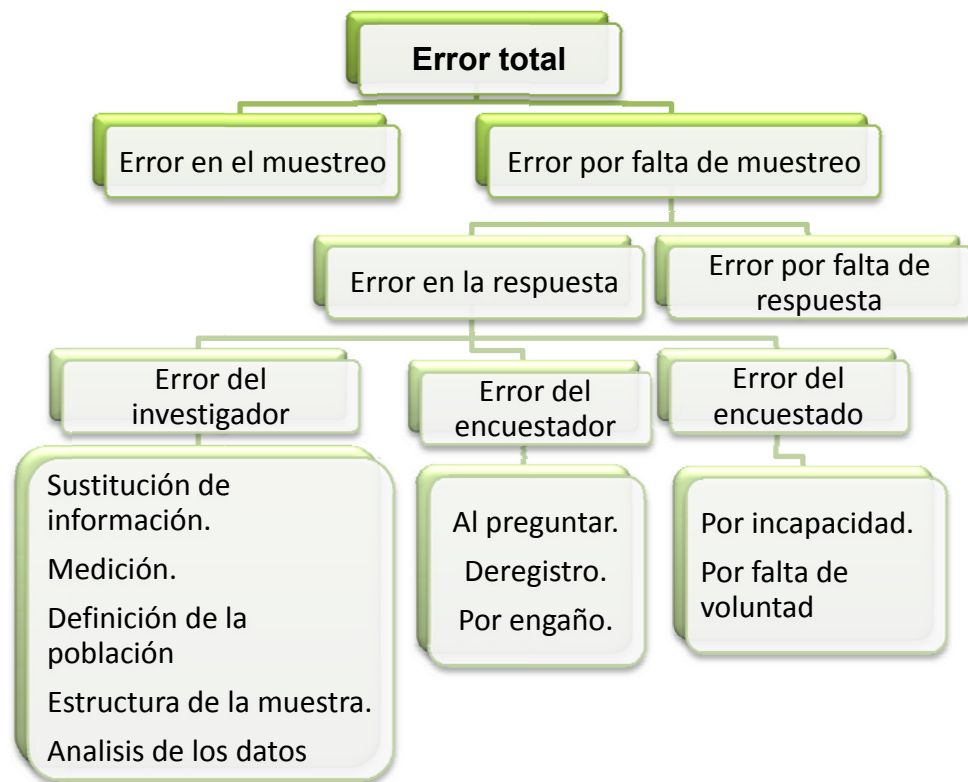 Error total
Error en el muestreo
Error por falta de muestreo
Error en la respuesta
Error por falta de
respuesta
Error del
investigador
Error del
encuestador
Error del
encuestado
Sustitución de
información.
Medición.
Definición de la
población
Estructura de la muestra.
Analisis de los datos
Al preguntar.
Deregistro.
Por engaño.
Por incapacidad.
Por falta de
voluntad